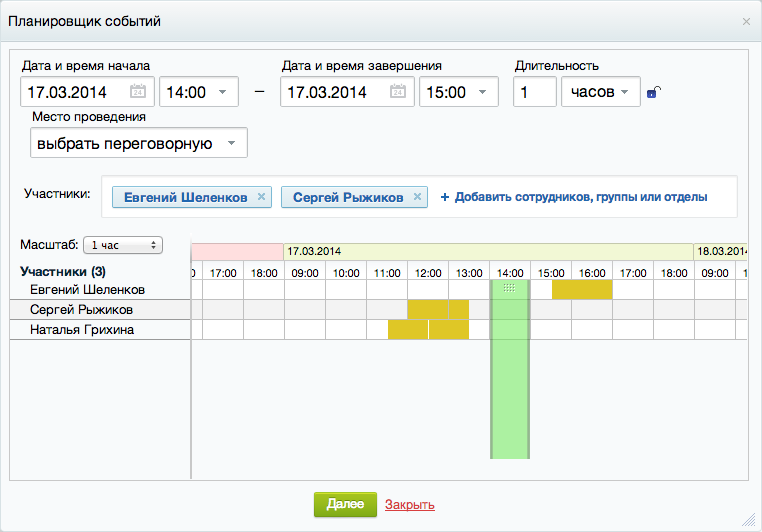 Планировщик событий
Дата и время начала Дата и время завершения Длительность
17.03.2014 24 14:00 – 17.03.2014 24 15:00 1 часов
Место проведения
выбрать переговорную
Участники: Евгений Шеленков × Сергей Рыжиков × + Добавить сотрудников, группы или отделы
Масштаб: 1 час 17.03.2014 18.03.2014
Участники (3) 17:00 18:00 09:00 10:00 11:00 12:00 13:00 14:00 15:00 16:00 17:00 18:00 09:00
Евгений Шеленков
Сергей Рыжиков
Наталья Грихина
Далее Закрыть